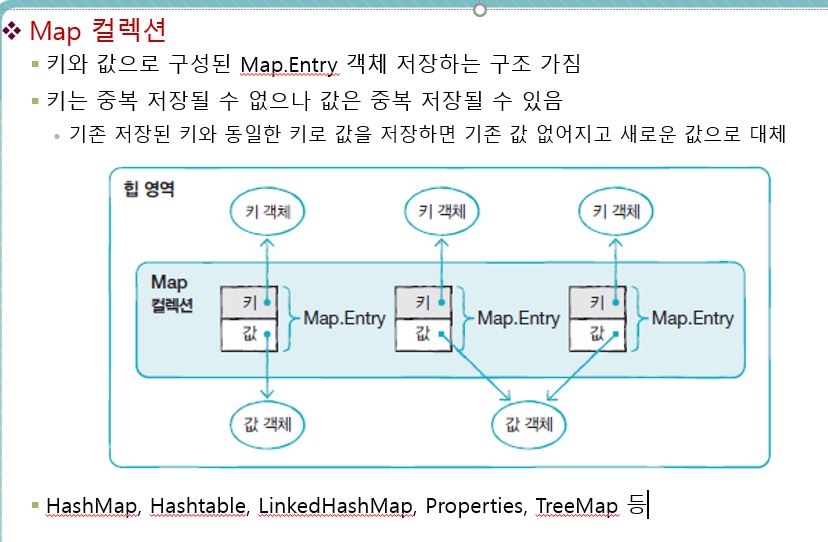 Map 컬렉션
키와 값으로 구성된 Map.Entry 객체 저장하는 구조 가짐
키는 중복 저장될 수 없으나 값은 중복 저장될 수 있음
기존 저장된 키와 동일한 키로 값을 저장하면 기존 값 없어지고 새로운 값으로 대체
힙 영역
키 객체 키 객체 키 객체
Map
컬렉션
키 키 키
Map.Entry Map.Entry Map.Entry
값 값 값
값 객체 값 객체
HashMap, Hashtable, LinkedHashMap, Properties, TreeMap 등